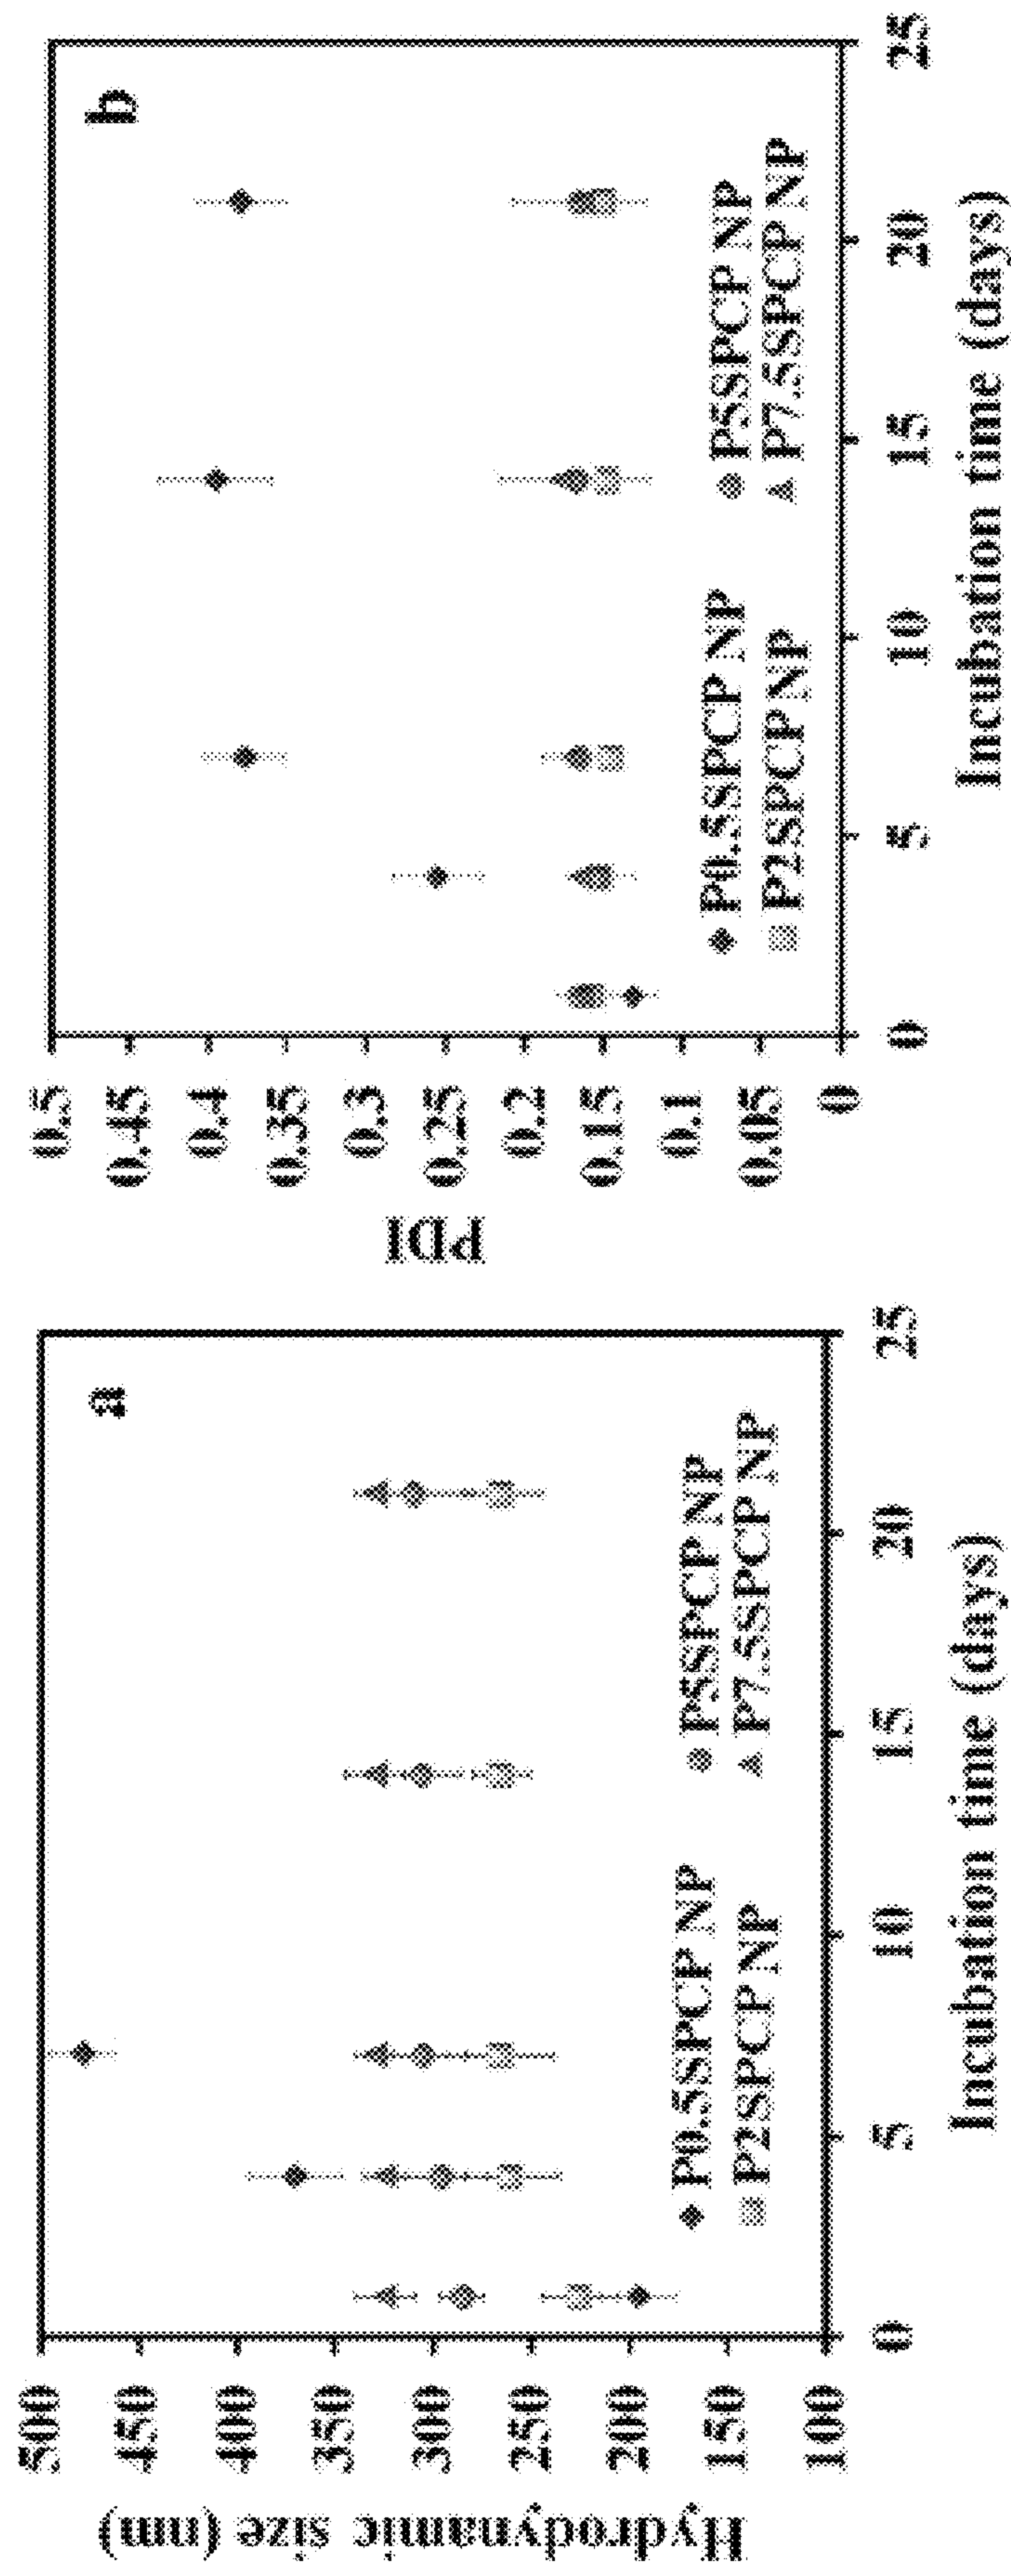 a
Hydrodynamic size (nm)
500
450
400
350
300
250
200
150
100
0
5
10
15
20
25
Incubation time (days)
P0.5SPCP NP
P5SPCP NP
P2SPCP NP
P7.5SPCP NP
b
PDI
0.5
0.45
0.4
0.35
0.3
0.25
0.2
0.15
0.1
0.05
0
0
5
10
15
20
25
Incubation time (days)
P0.5SPCP NP
P5SPCP NP
P2SPCP NP
P7.5SPCP NP